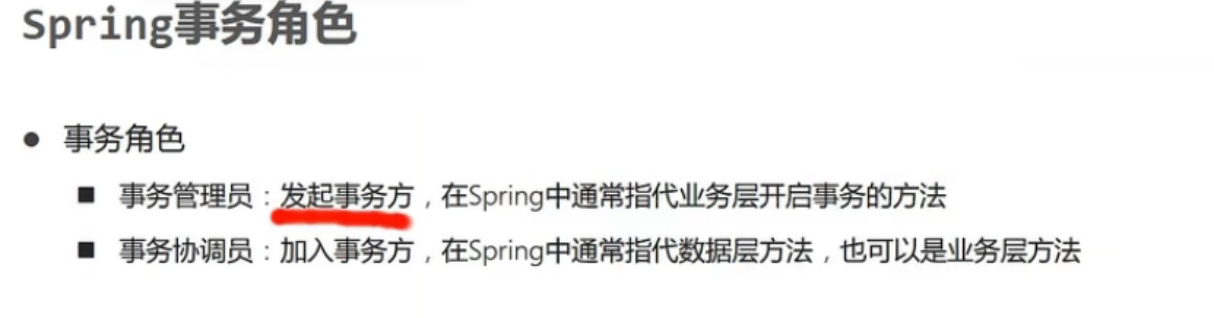 Spring事务角色
● 事务角色
■ 事务管理员：发起事务方，在Spring中通常指代业务层开启事务的方法
■ 事务协调员：加入事务方，在Spring中通常指代数据层方法，也可以是业务层方法